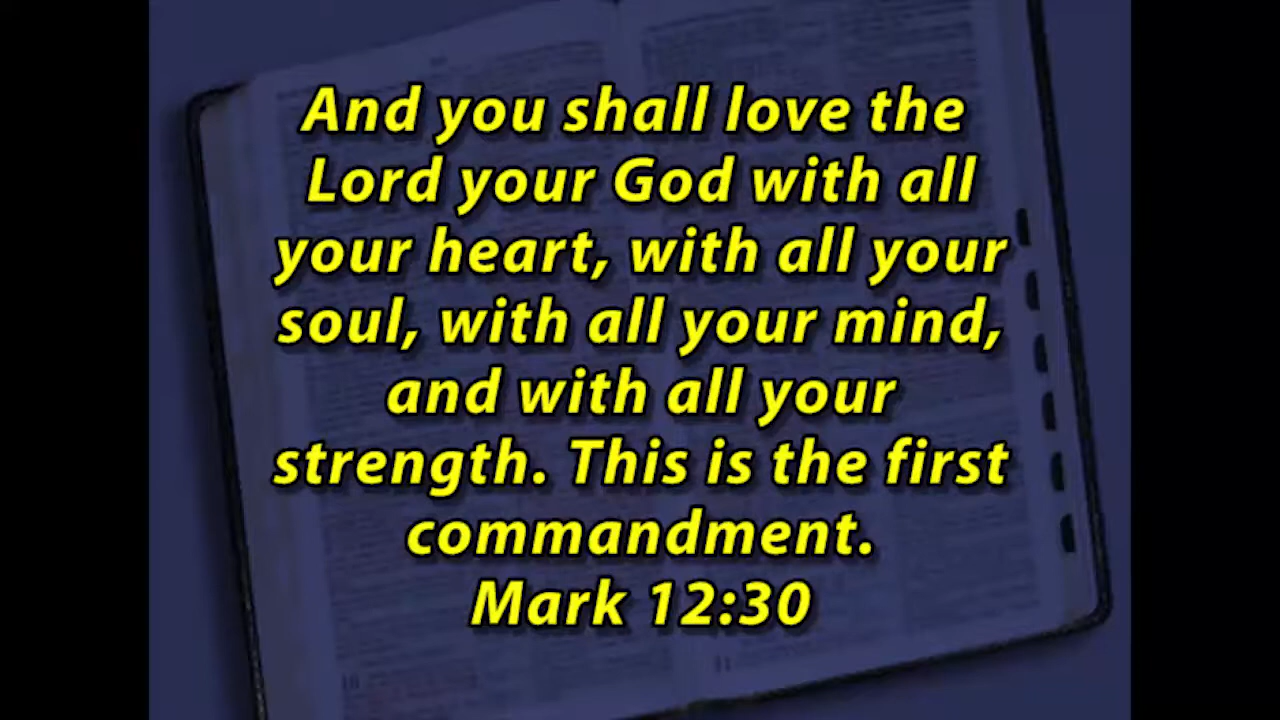 And you shall love the
Lord your God with all
your heart, with all your
soul, with all your mind,
and with all your
strength. This is the first
commandment.
Mark 12:30